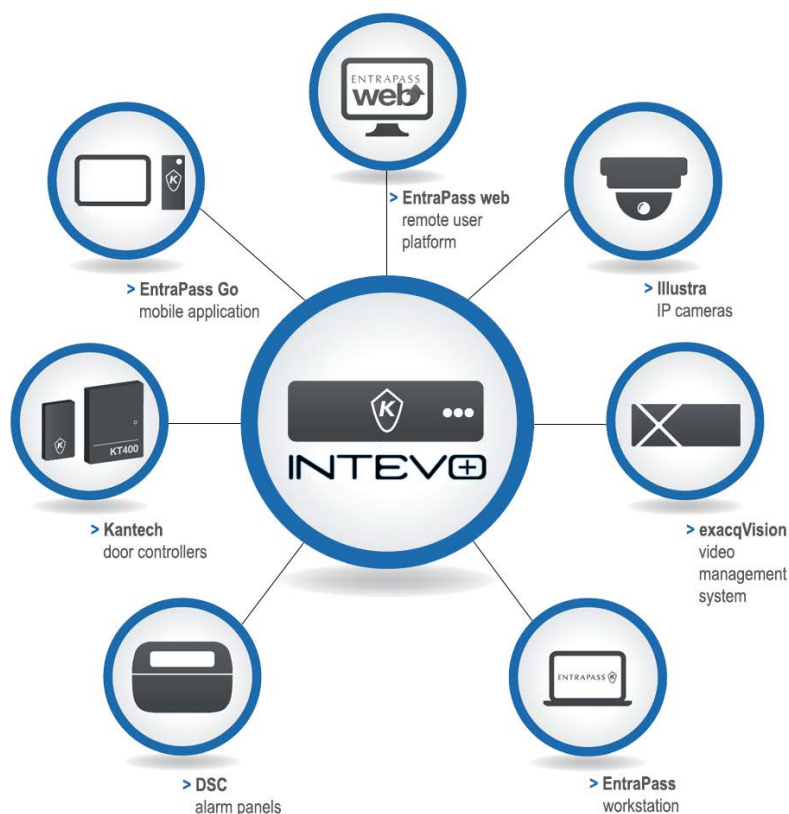 ENTRAPASS
web
> EntraPass web
remote user
platform
K
> EntraPass Go
mobile application
> Illustra
IP cameras
K
INTEVO+
K
KT400
> Kantech
door controllers
> exacqVision
video
management
system
> DSC
alarm panels
ENTRAPASS K
> EntraPass
workstation